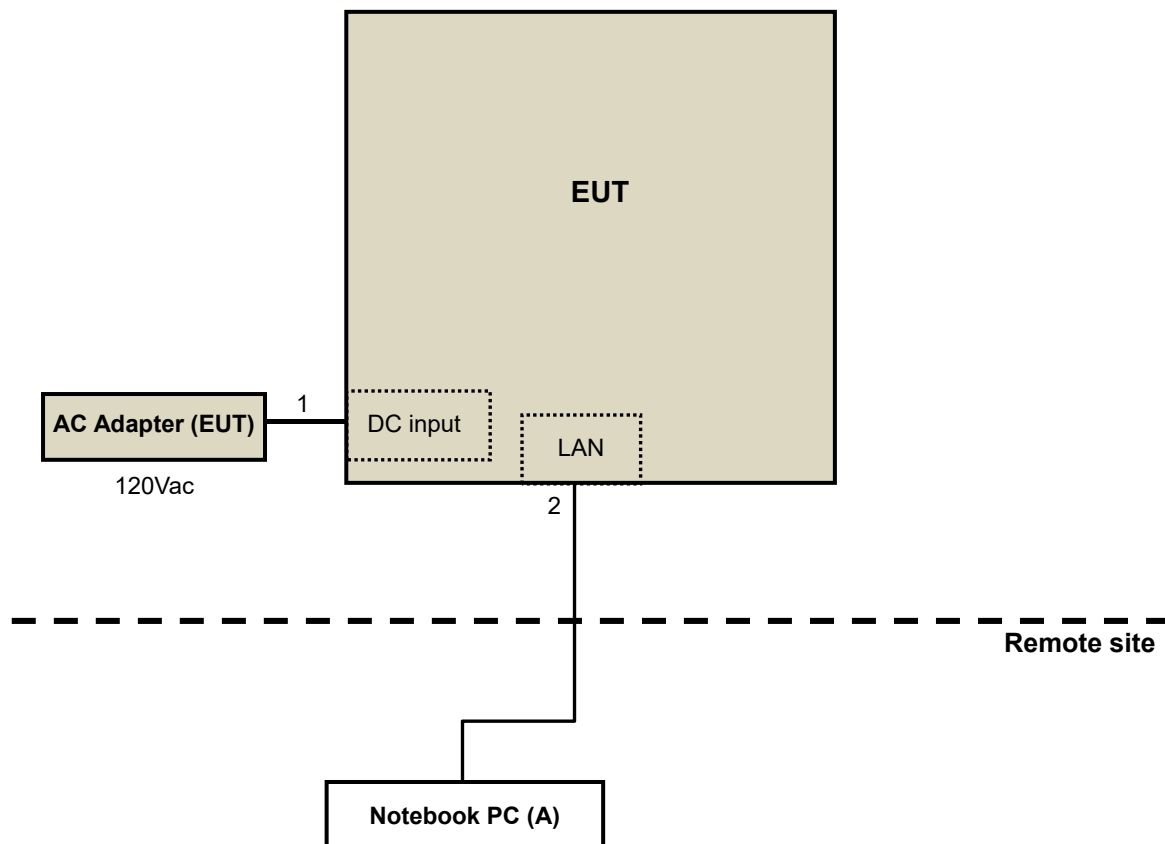 EUT
1
AC Adapter (EUT)
DC input
LAN
120Vac
2
Remote site
Notebook PC (A)